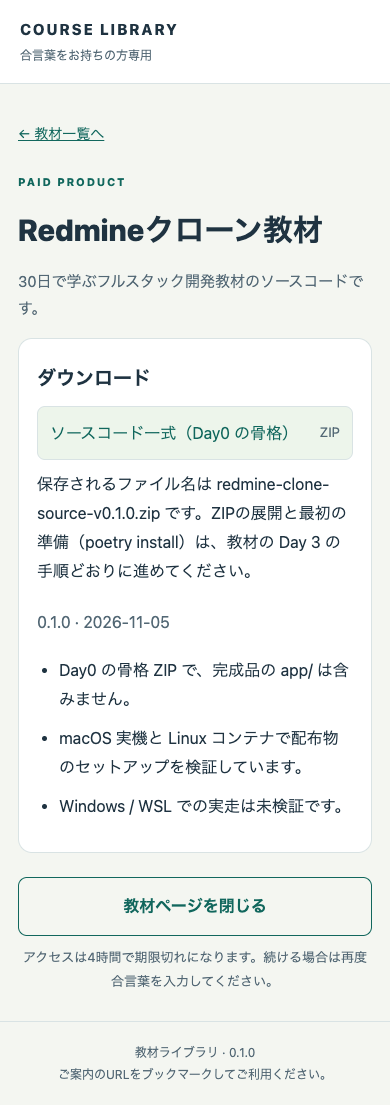 COURSE LIBRARY
合言葉をお持ちの方専用
← 教材一覧へ
PAID PRODUCT
Redmineクローン教材
30日で学ぶフルスタック開発教材のソースコードで
す。
ダウンロード
ソースコード一式（Day0 の骨格） ZIP
保存されるファイル名は redmine-clone-
source-v0.1.0.zip です。ZIPの展開と最初の
準備（poetry install）は、教材の Day 3 の
手順どおりに進めてください。
0.1.0 · 2026-11-05
• Day0 の骨格 ZIP で、完成品の app/ は含
みません。
• macOS 実機と Linux コンテナで配布物
のセットアップを検証しています。
• Windows / WSL での実走は未検証です。
教材ページを閉じる
アクセスは4時間で期限切れになります。続ける場合は再度
合言葉を入力してください。
教材ライブラリ · 0.1.0
ご案内のURLをブックマークしてご利用ください。